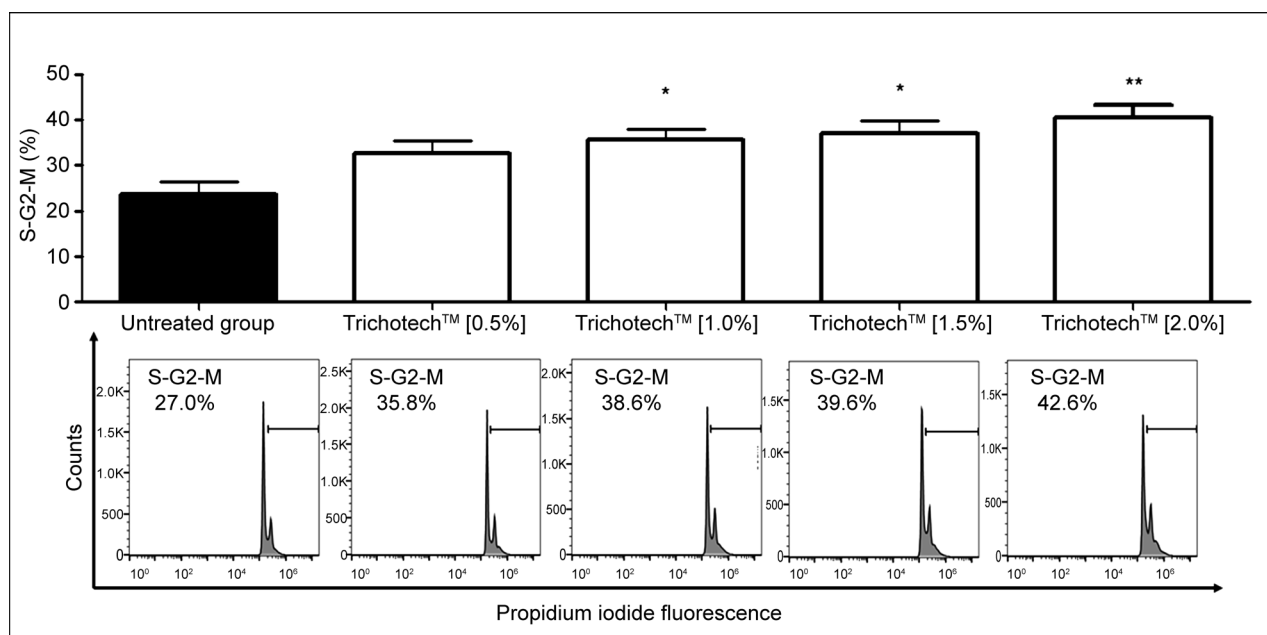 50
40
30
20
10
0
S-G2-M (%)
*
*
**
Untreated group
Trichotech™ [0.5%]
Trichotech™ [1.0%]
Trichotech™ [1.5%]
Trichotech™ [2.0%]
Counts
S-G2-M
27.0%
2.0K
1.5K
1.0K
500
0
10⁰ 10² 10⁴ 10⁶
S-G2-M
35.8%
2.5K
2.0K
1.5K
1.0K
500
0
10⁰ 10² 10⁴ 10⁶
S-G2-M
38.6%
2.0K
1.5K
1.0K
500
0
10⁰ 10² 10⁴ 10⁶
S-G2-M
39.6%
1.5K
1.0K
500
0
10⁰ 10² 10⁴ 10⁶
S-G2-M
42.6%
1.5K
1.0K
500
0
10⁰ 10² 10⁴ 10⁶
Propidium iodide fluorescence